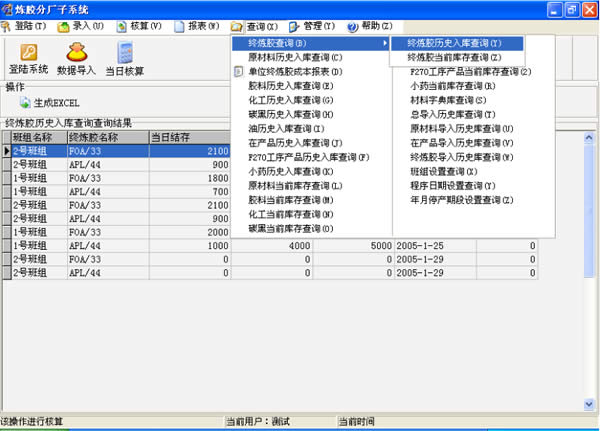 炼胶分厂子系统
登陆(T) 录入(U) 核算(V) 报表(W) 查询(X) 管理(Y) 帮助(Z)
登陆系统 数据导入 当日核算
操作
生成EXCEL
终炼胶历史入库查询查询结果
班组名称 终炼胶名称 当日结存
2号班组 FOA/33 2100
2号班组 APL/44 900
1号班组 FOA/33 1800
1号班组 APL/44 700
2号班组 FOA/33 2100
2号班组 APL/44 900
1号班组 FOA/33 2000
1号班组 APL/44 1000 4000 5000 2005-1-25 0
2号班组 FOA/33 0 0 0 2005-1-29 0
2号班组 APL/44 0 0 0 2005-1-29 0
终炼胶查询(B)
原材料历史入库查询(C)
单位终炼胶成本报表(D)
胶料历史入库查询(E)
化工历史入库查询(G)
碳黑历史入库查询(H)
油历史入库查询(I)
在产品历史入库查询(J)
F270工序产品历史入库查询(F)
小药历史入库查询(K)
原材料当前库存查询(L)
胶料当前库存查询(M)
化工当前库存查询(N)
碳黑当前库存查询(O)
终炼胶历史入库查询(Y)
终炼胶当前库存查询(Z)
F270工序产品当前库存查询(2)
小药当前库存查询(R)
材料字典库查询(S)
总导入历史库查询(T)
原材料导入历史库查询(U)
在产品导入历史库查询(V)
终炼胶导入历史库查询(W)
班组设置查询(X)
程序日期设置查询(Y)
年月停产期段设置查询(Z)
该操作进行核算 当前用户：测试 当前时间